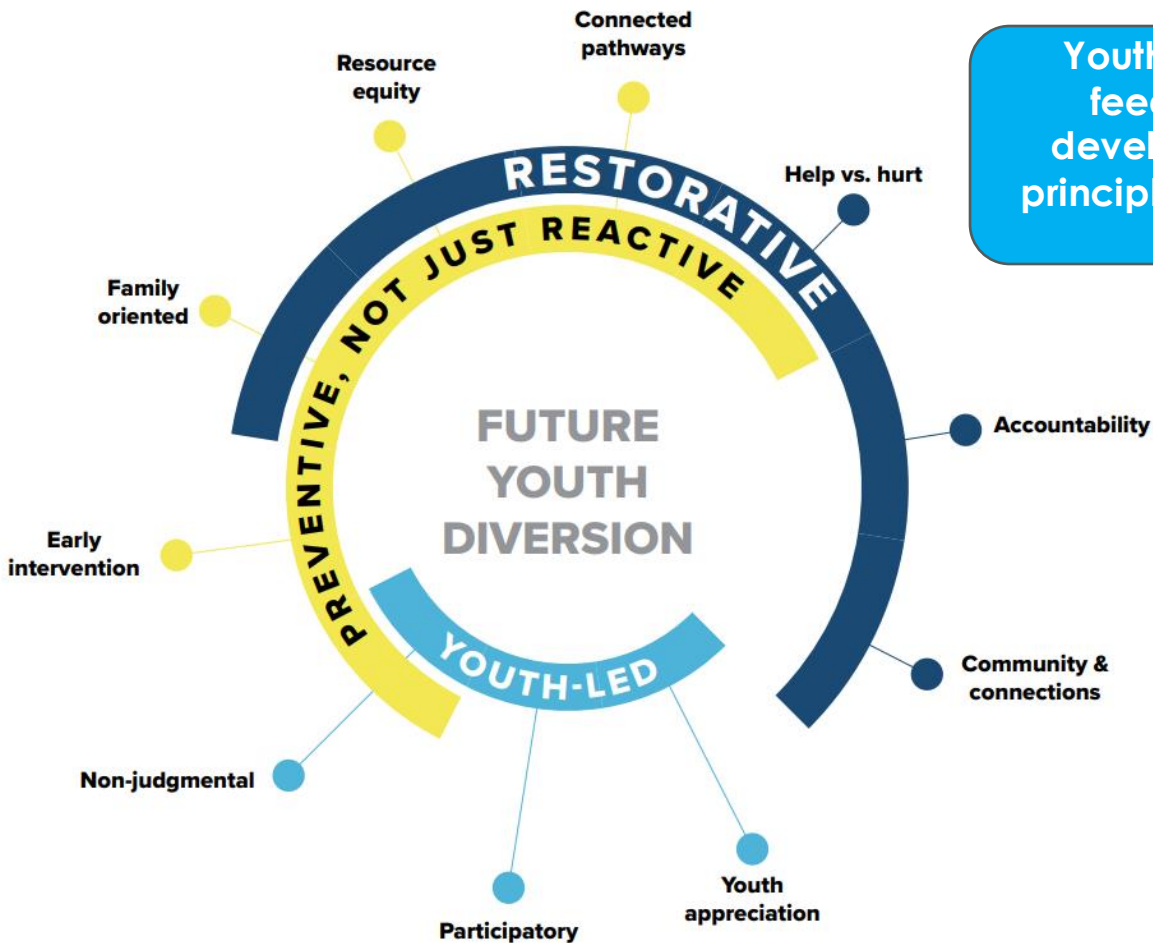 Connected
pathways
Resource
equity
Youth
feed
devel
principl
RESTORATIVE
Help vs. hurt
PREVENTIVE, NOT JUST REACTIVE
Family
oriented
FUTURE
YOUTH
DIVERSION
Accountability
Early
intervention
YOUTH-LED
Community &
connections
Non-judgmental
Youth
appreciation
Participatory